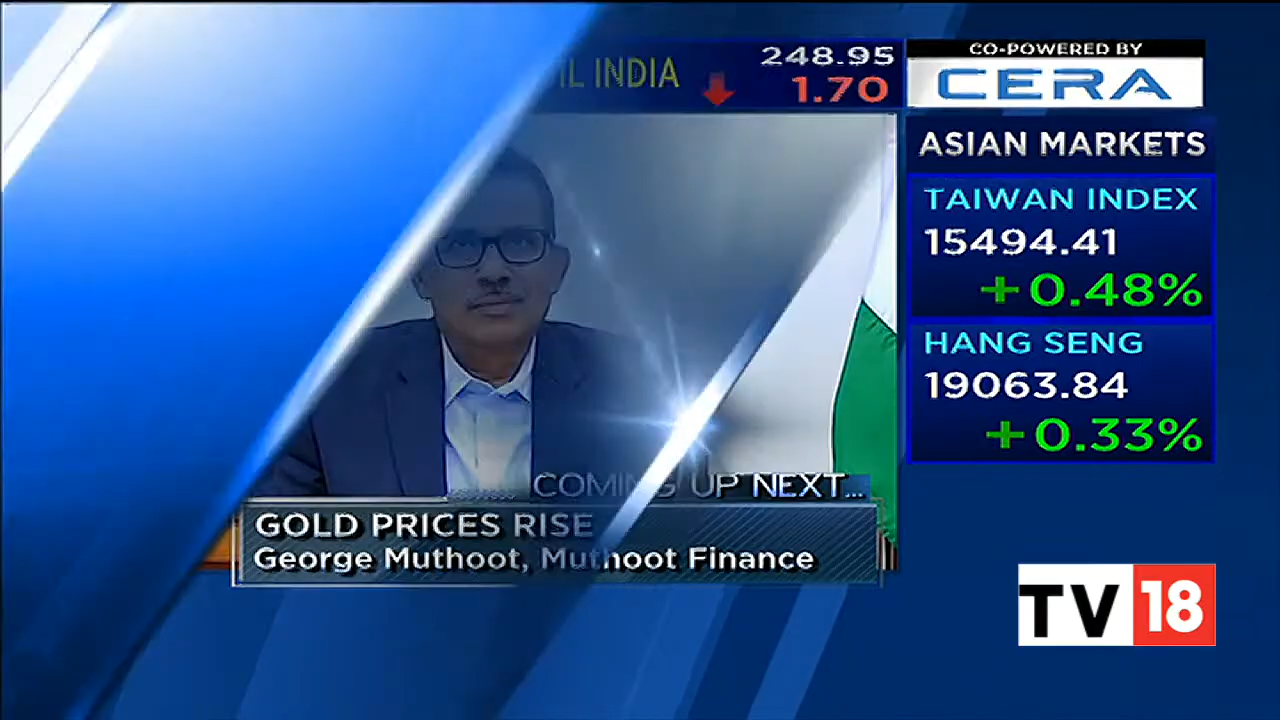 IL INDIA
248.95
1.70
CO-POWERED BY
CERA
ASIAN MARKETS
TAIWAN INDEX
15494.41
+0.48%
HANG SENG
19063.84
+0.33%
COMING UP NEXT...
GOLD PRICES RISE
George Muthoot, Muthoot Finance
TV18